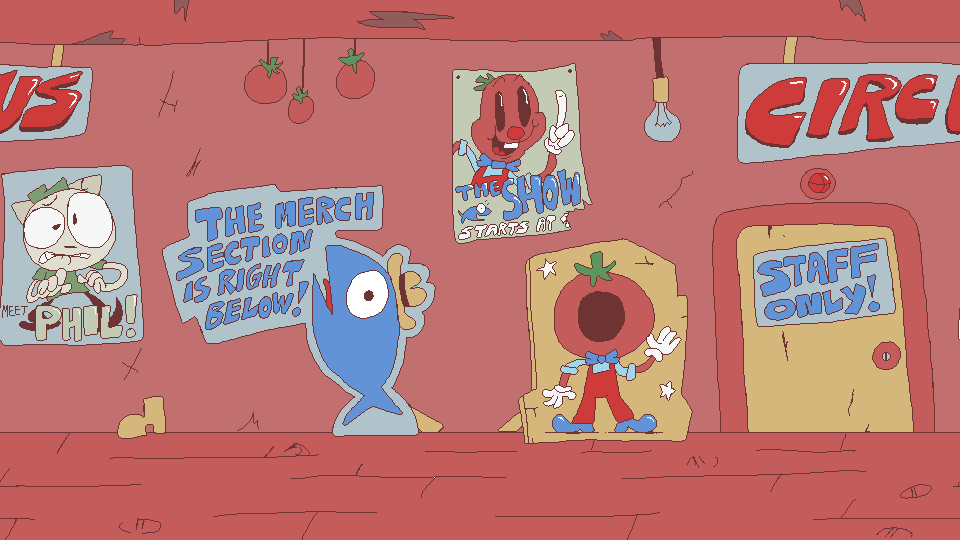 US
MEET
PHIL!
THE MERCH
SECTION
IS RIGHT
BELOW!
THE SHOW
STARTS AT
CIRC
STAFF
ONLY!